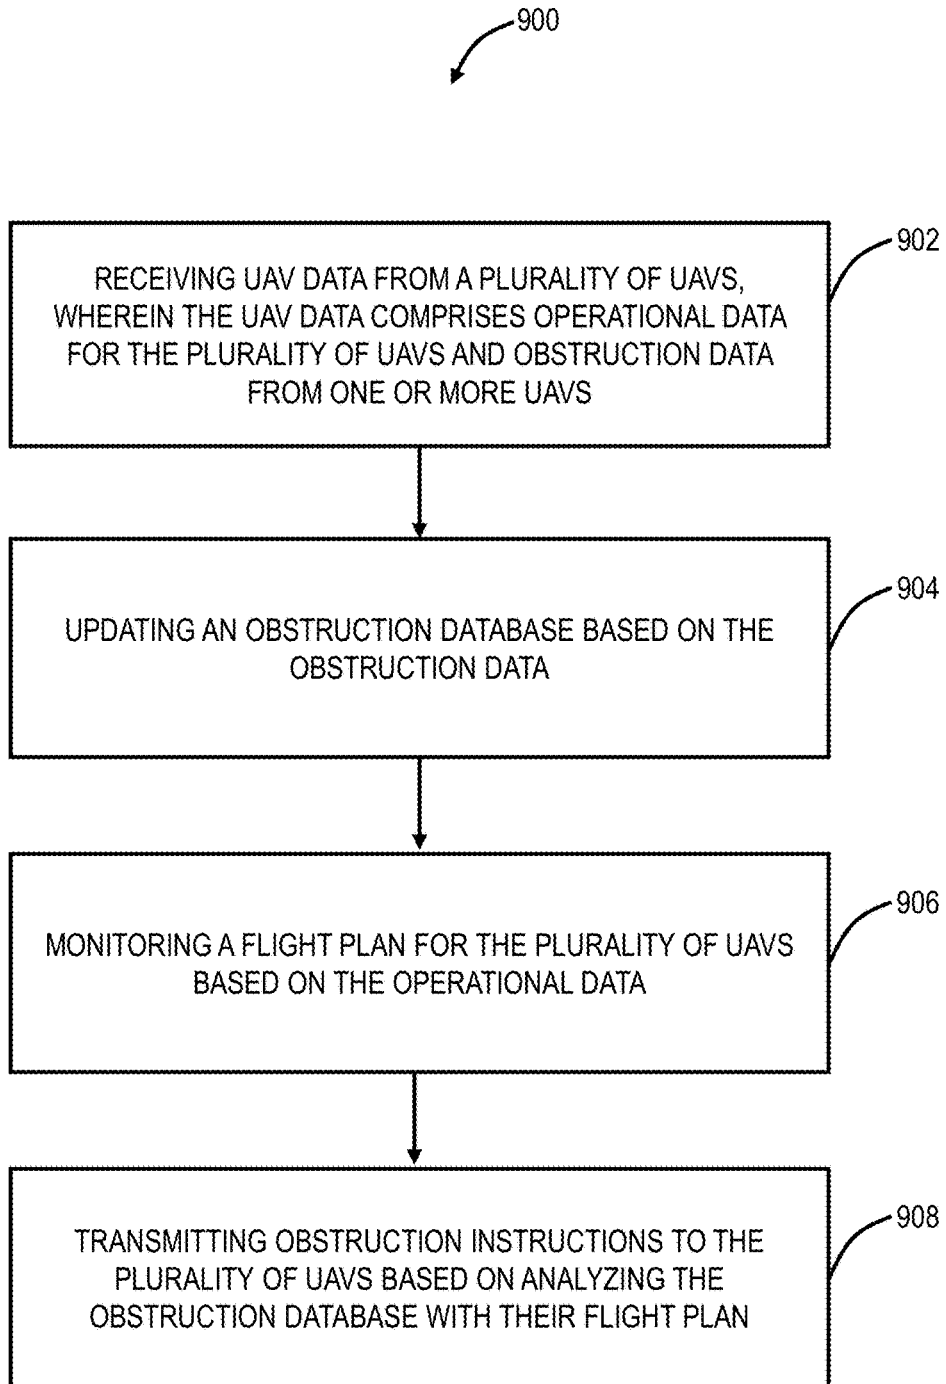 900
902
RECEIVING UAV DATA FROM A PLURALITY OF UAVS,
WHEREIN THE UAV DATA COMPRISES OPERATIONAL DATA
FOR THE PLURALITY OF UAVS AND OBSTRUCTION DATA
FROM ONE OR MORE UAVS
904
UPDATING AN OBSTRUCTION DATABASE BASED ON THE
OBSTRUCTION DATA
906
MONITORING A FLIGHT PLAN FOR THE PLURALITY OF UAVS
BASED ON THE OPERATIONAL DATA
908
TRANSMITTING OBSTRUCTION INSTRUCTIONS TO THE
PLURALITY OF UAVS BASED ON ANALYZING THE
OBSTRUCTION DATABASE WITH THEIR FLIGHT PLAN